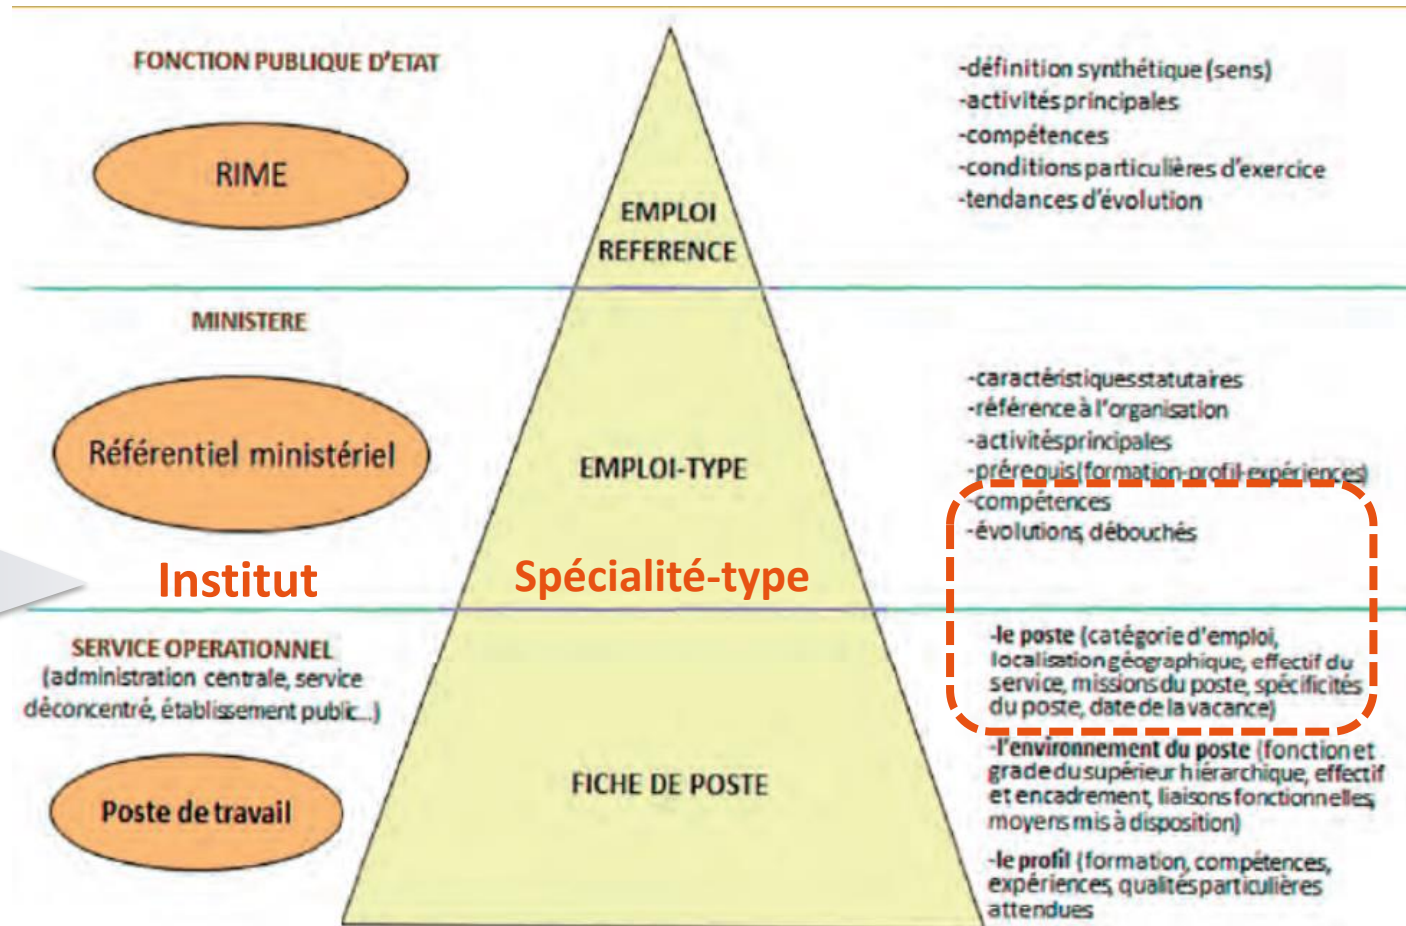 FONCTION PUBLIQUE D'ETAT
RIME
EMPLOI
REFERENCE
-définition synthétique (sens)
-activités principales
-compétences
-conditions particulières d'exercice
-tendances d'évolution
MINISTERE
Référentiel ministériel
EMPLOI-TYPE
-caractéristiques statutaires
-référence à l'organisation
-activités principales
-prérequis (formation-profil-expériences)
-compétences
-évolutions, débouchés
Institut
Spécialité-type
SERVICE OPERATIONNEL
(administration centrale, service
déconcentré, établissement public...)
Poste de travail
FICHE DE POSTE
-le poste (catégorie d'emploi,
localisation géographique, effectif du
service, missions du poste, spécificités
du poste, date de la vacance)
-l'environnement du poste (fonction et
grade du supérieur hiérarchique, effectif
et encadrement, liaisons fonctionnelles,
moyens mis à disposition)
-le profil (formation, compétences,
expériences, qualités particulières
attendues